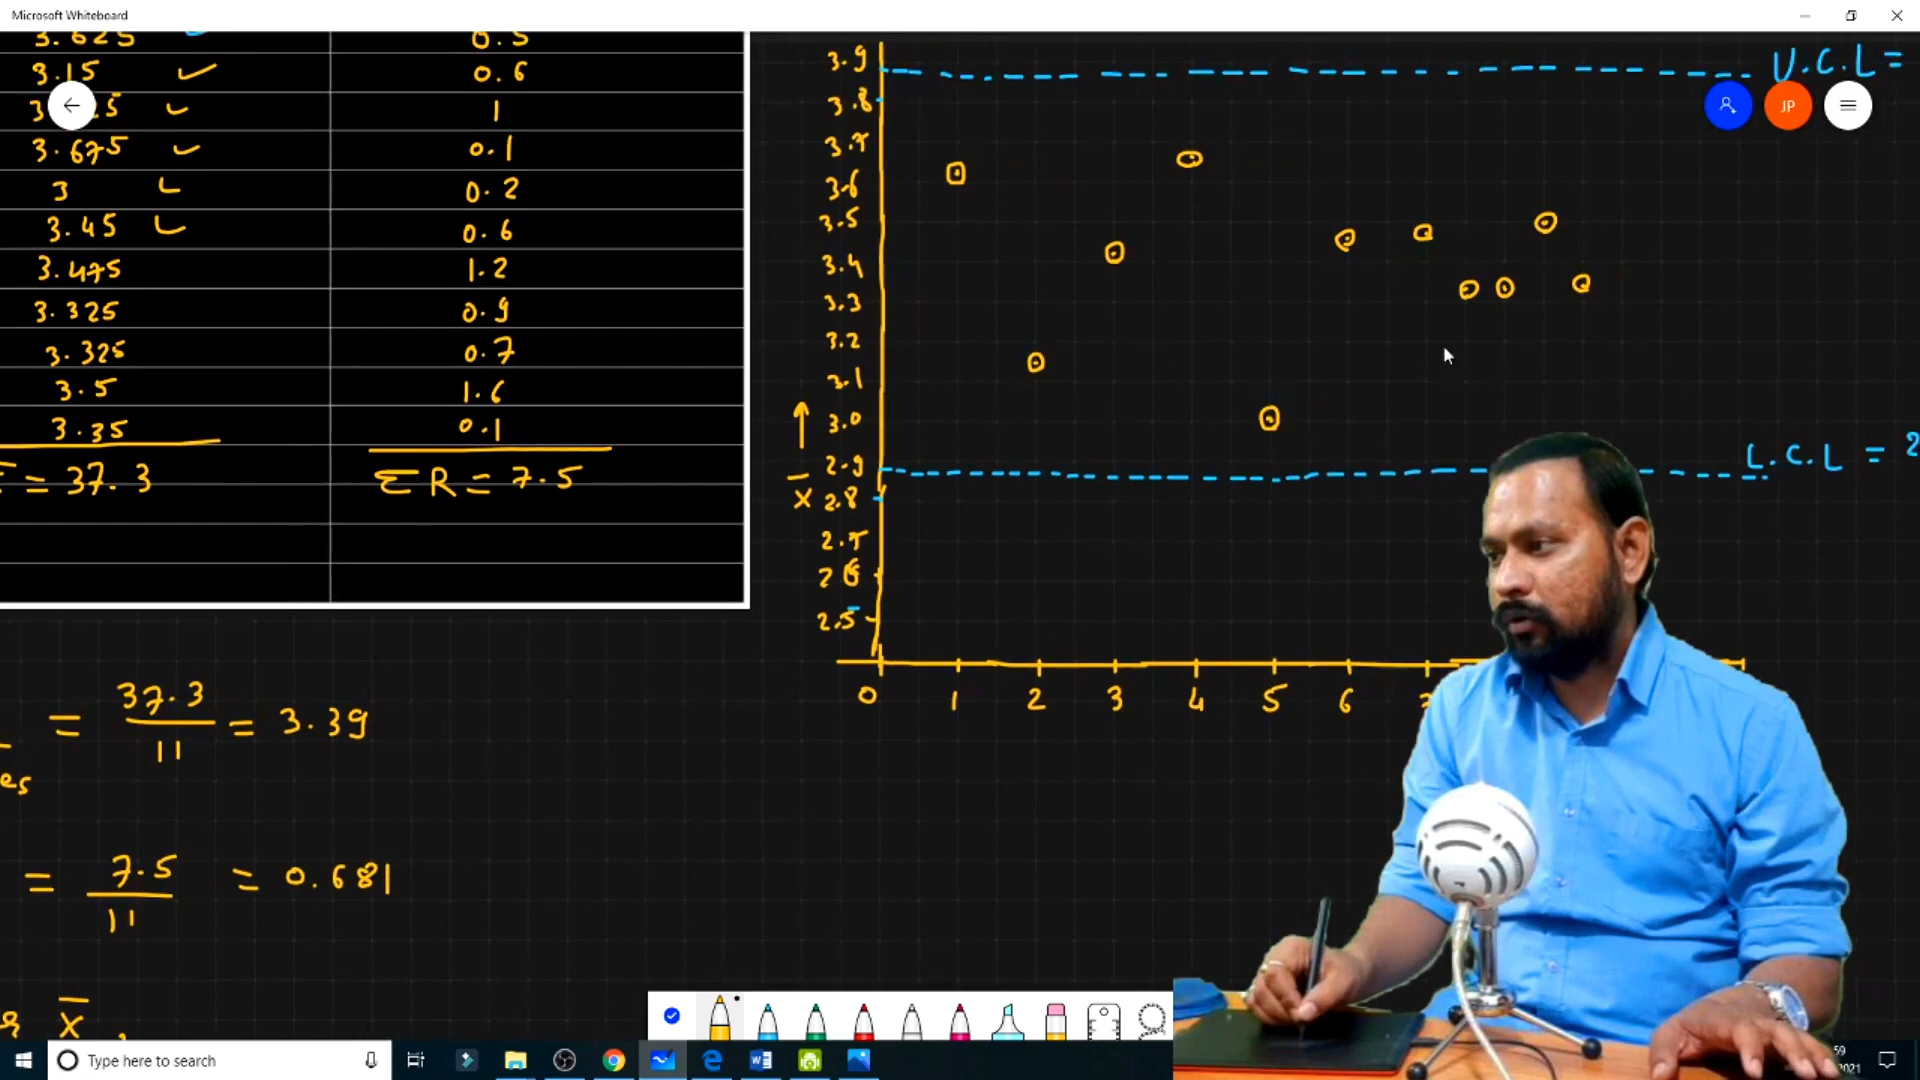 Microsoft Whiteboard
3.625 0.5
3.15 0.6
1
3.675 0.1
3 0.2
3.45 0.6
3.475 1.2
3.325 0.9
3.325 0.7
3.5 1.6
3.35 0.1
= 37.3 Σ R = 7.5
= 37.3 / 11 = 3.39
es
= 7.5 / 11 = 0.681
x̄
3.9
3.8
3.7
3.6
3.5
3.4
3.3
3.2
3.1
3.0
2.9
x̄ 2.8
2.7
2.6
2.5
0 1 2 3 4 5 6
U.C.L =
JP
L.C.L = 2
Type here to search
59
2021